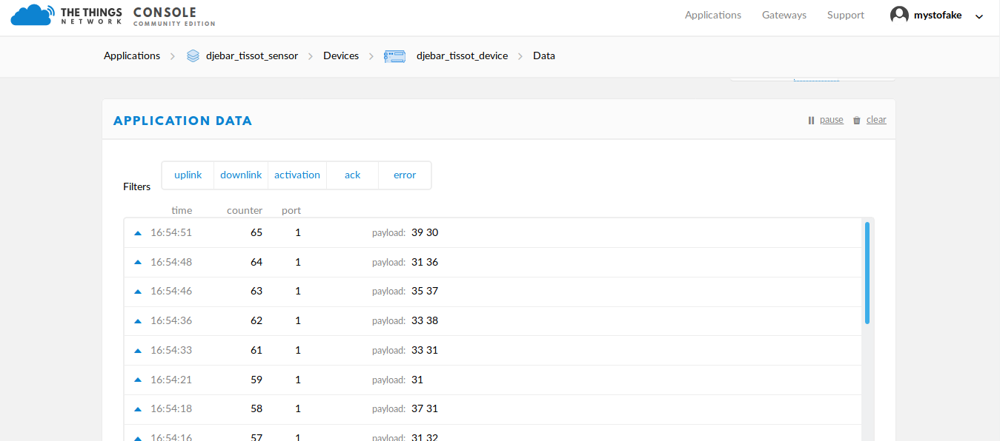 THE THINGS
NETWORK
CONSOLE
COMMUNITY EDITION
Applications Gateways Support mystofake
Applications djebar_tissot_sensor Devices djebar_tissot_device Data
APPLICATION DATA
pause clear
Filters uplink downlink activation ack error
time counter port
16:54:51 65 1 payload: 39 30
16:54:48 64 1 payload: 31 36
16:54:46 63 1 payload: 35 37
16:54:36 62 1 payload: 33 38
16:54:33 61 1 payload: 33 31
16:54:21 59 1 payload: 31
16:54:18 58 1 payload: 37 31
16:54:16 57 1 payload: 31 32